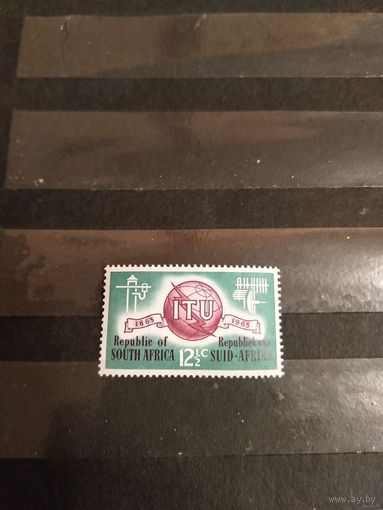 ITU
1865 1965
Republic of Republiek van
SOUTH AFRICA 12½C SUID-AFRIKA
www.ay.by